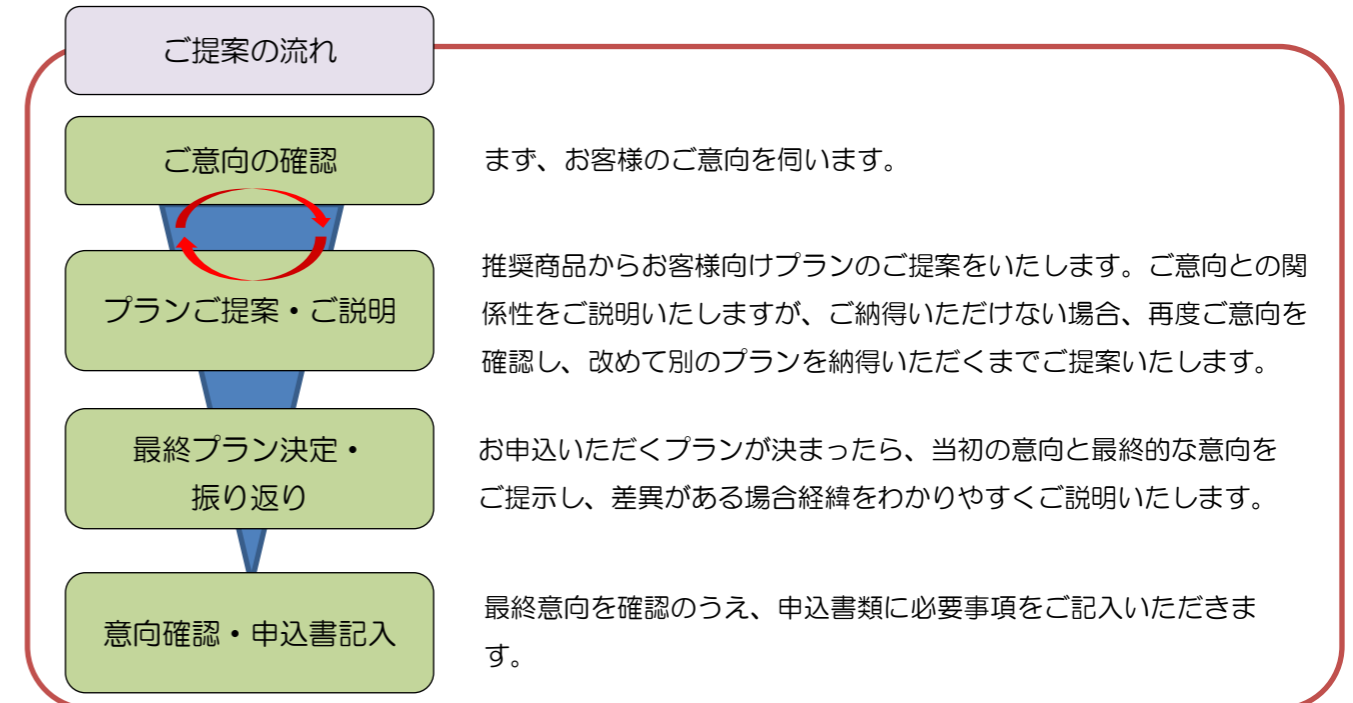 ご提案の流れ
ご意向の確認
まず、お客様のご意向を伺います。
プランご提案・ご説明
推奨商品からお客様向けプランのご提案をいたします。ご意向との関
係性をご説明いたしますが、ご納得いただけない場合、再度ご意向を
確認し、改めて別のプランを納得いただくまでご提案いたします。
最終プラン決定・
振り返り
お申込いただくプランが決まったら、当初の意向と最終的な意向を
ご提示し、差異がある場合経緯をわかりやすくご説明いたします。
意向確認・申込書記入
最終意向を確認のうえ、申込書類に必要事項をご記入いただきま
す。